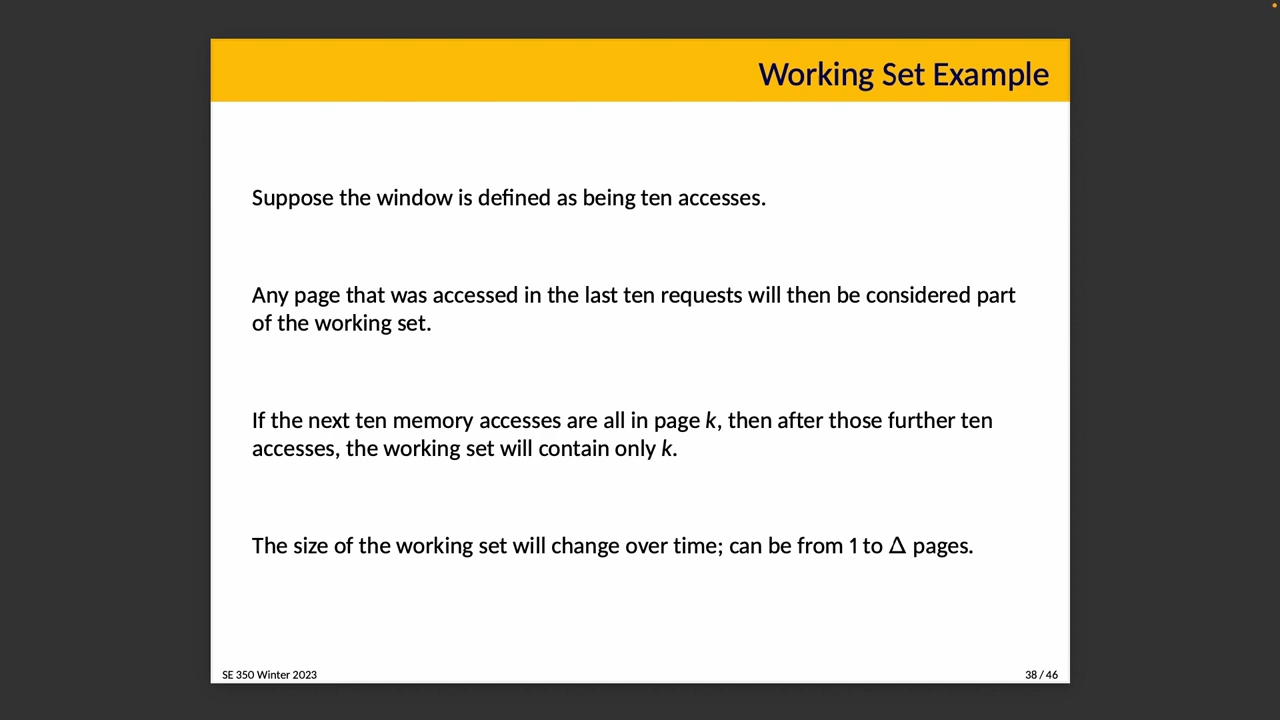 Working Set Example
Suppose the window is defined as being ten accesses.
Any page that was accessed in the last ten requests will then be considered part
of the working set.
If the next ten memory accesses are all in page k, then after those further ten
accesses, the working set will contain only k.
The size of the working set will change over time; can be from 1 to Δ pages.
SE 350 Winter 2023
38 / 46